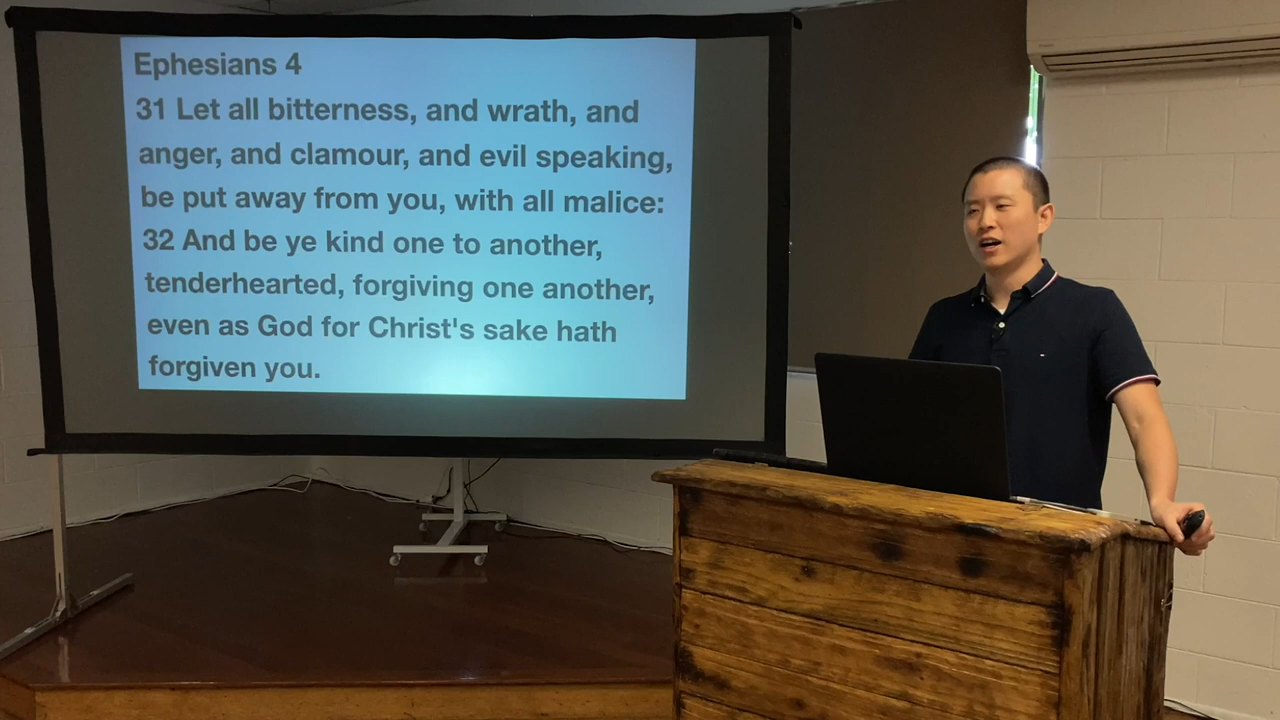 Ephesians 4
31 Let all bitterness, and wrath, and
anger, and clamour, and evil speaking,
be put away from you, with all malice:
32 And be ye kind one to another,
tenderhearted, forgiving one another,
even as God for Christ's sake hath
forgiven you.